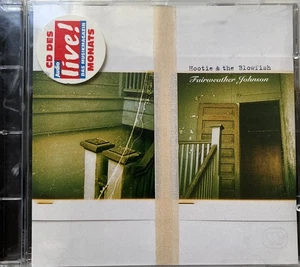 CD DES
live!
MONATS
Hootie & the Blowfish
Fairweather Johnson